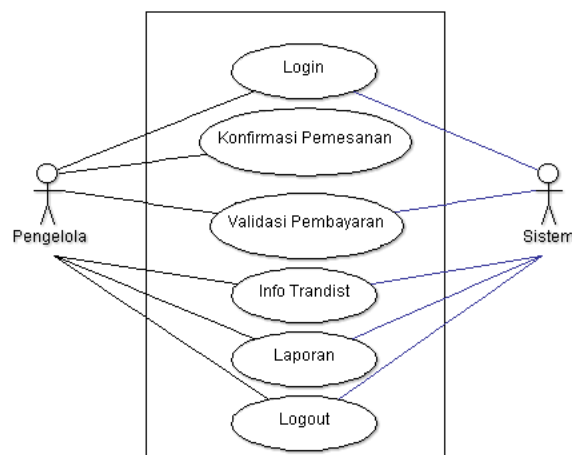 Login
Konfirmasi Pemesanan
Pengelola
Validasi Pembayaran
Sistem
Info Trandist
Laporan
Logout